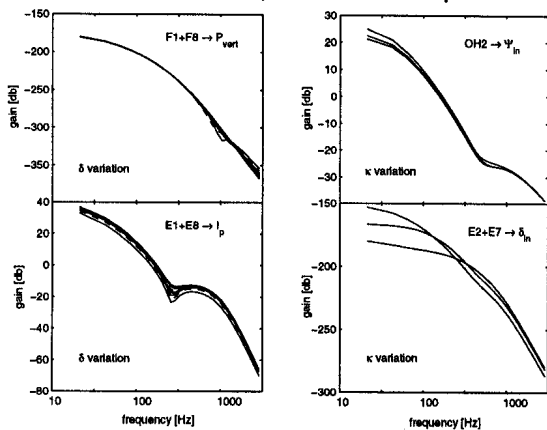 -150
-200
-250
-300
-350
gain [db]
F1+F8 → P_vert
δ variation
40
20
0
-20
-40
-60
-80
gain [db]
E1+E8 → I_p
δ variation
10
100
1000
frequency [Hz]
30
20
10
0
-10
-20
-30
gain [db]
OH2 → Ψ_in
κ variation
-150
-200
-250
-300
gain [db]
E2+E7 → δ_in
κ variation
10
100
1000
frequency [Hz]